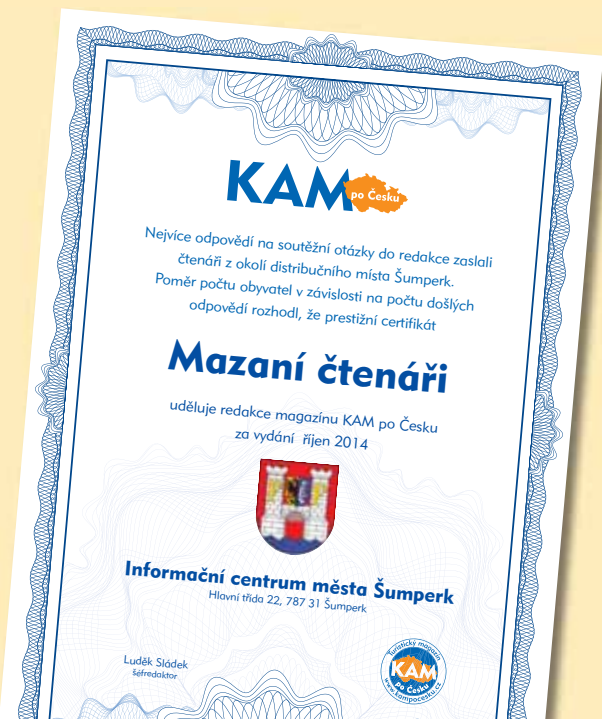 KAM
po Česku
Nejvíce odpovědí na soutěžní otázky do redakce zaslali
čtenáři z okolí distribučního místa Šumperk.
Poměr počtu obyvatel v závislosti na počtu došlých
odpovědí rozhodl, že prestižní certifikát
Mazaní čtenáři
uděluje redakce magazínu KAM po Česku
za vydání říjen 2014
Informační centrum města Šumperk
Hlavní třída 22, 787 31 Šumperk
Luděk Sládek
šéfredaktor
Turistický magazín
KAM
po Česku
www.kampocesku.cz